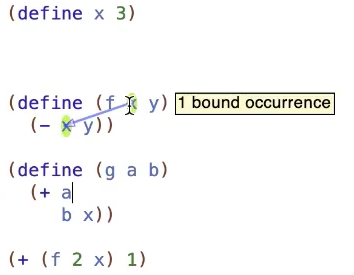 (define x 3)
(define (f x y) 1 bound occurrence
(- x y))
(define (g a b)
(+ a
b x))
(+ (f 2 x) 1)